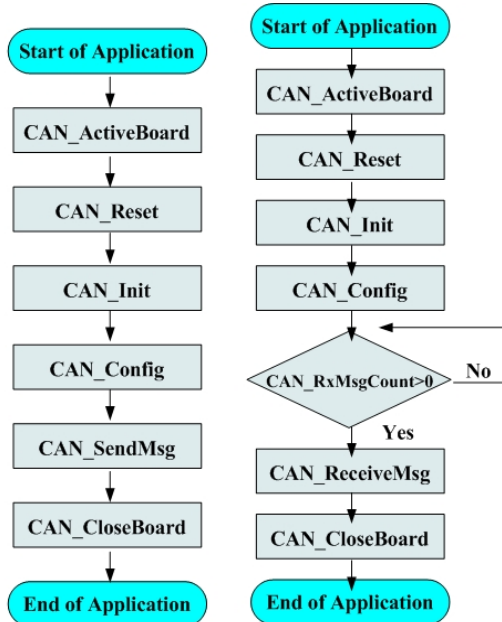 Start of Application
CAN_ActiveBoard
CAN_Reset
CAN_Init
CAN_Config
CAN_SendMsg
CAN_CloseBoard
End of Application
Start of Application
CAN_ActiveBoard
CAN_Reset
CAN_Init
CAN_Config
CAN_RxMsgCount>0
No
Yes
CAN_ReceiveMsg
CAN_CloseBoard
End of Application